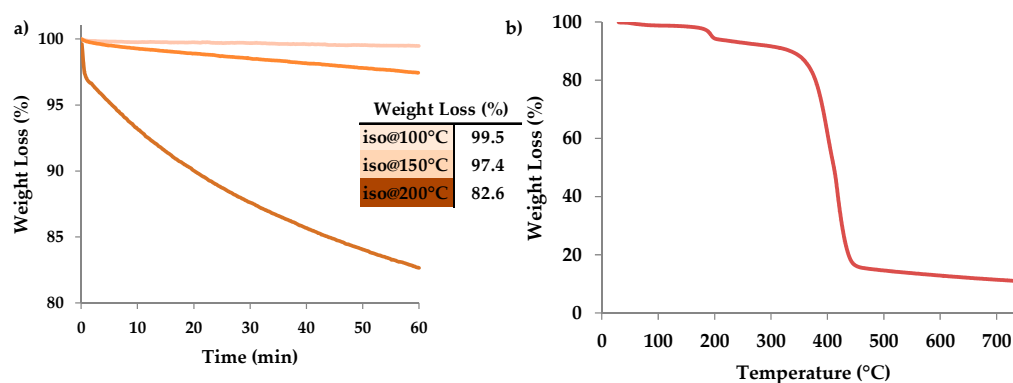 a)
Weight Loss (%)
100
95
90
85
80
0 10 20 30 40 50 60
Time (min)
Weight Loss (%)
iso@100°C 99.5
iso@150°C 97.4
iso@200°C 82.6
b)
Weight Loss (%)
100
80
60
40
20
0
0 100 200 300 400 500 600 700
Temperature (°C)